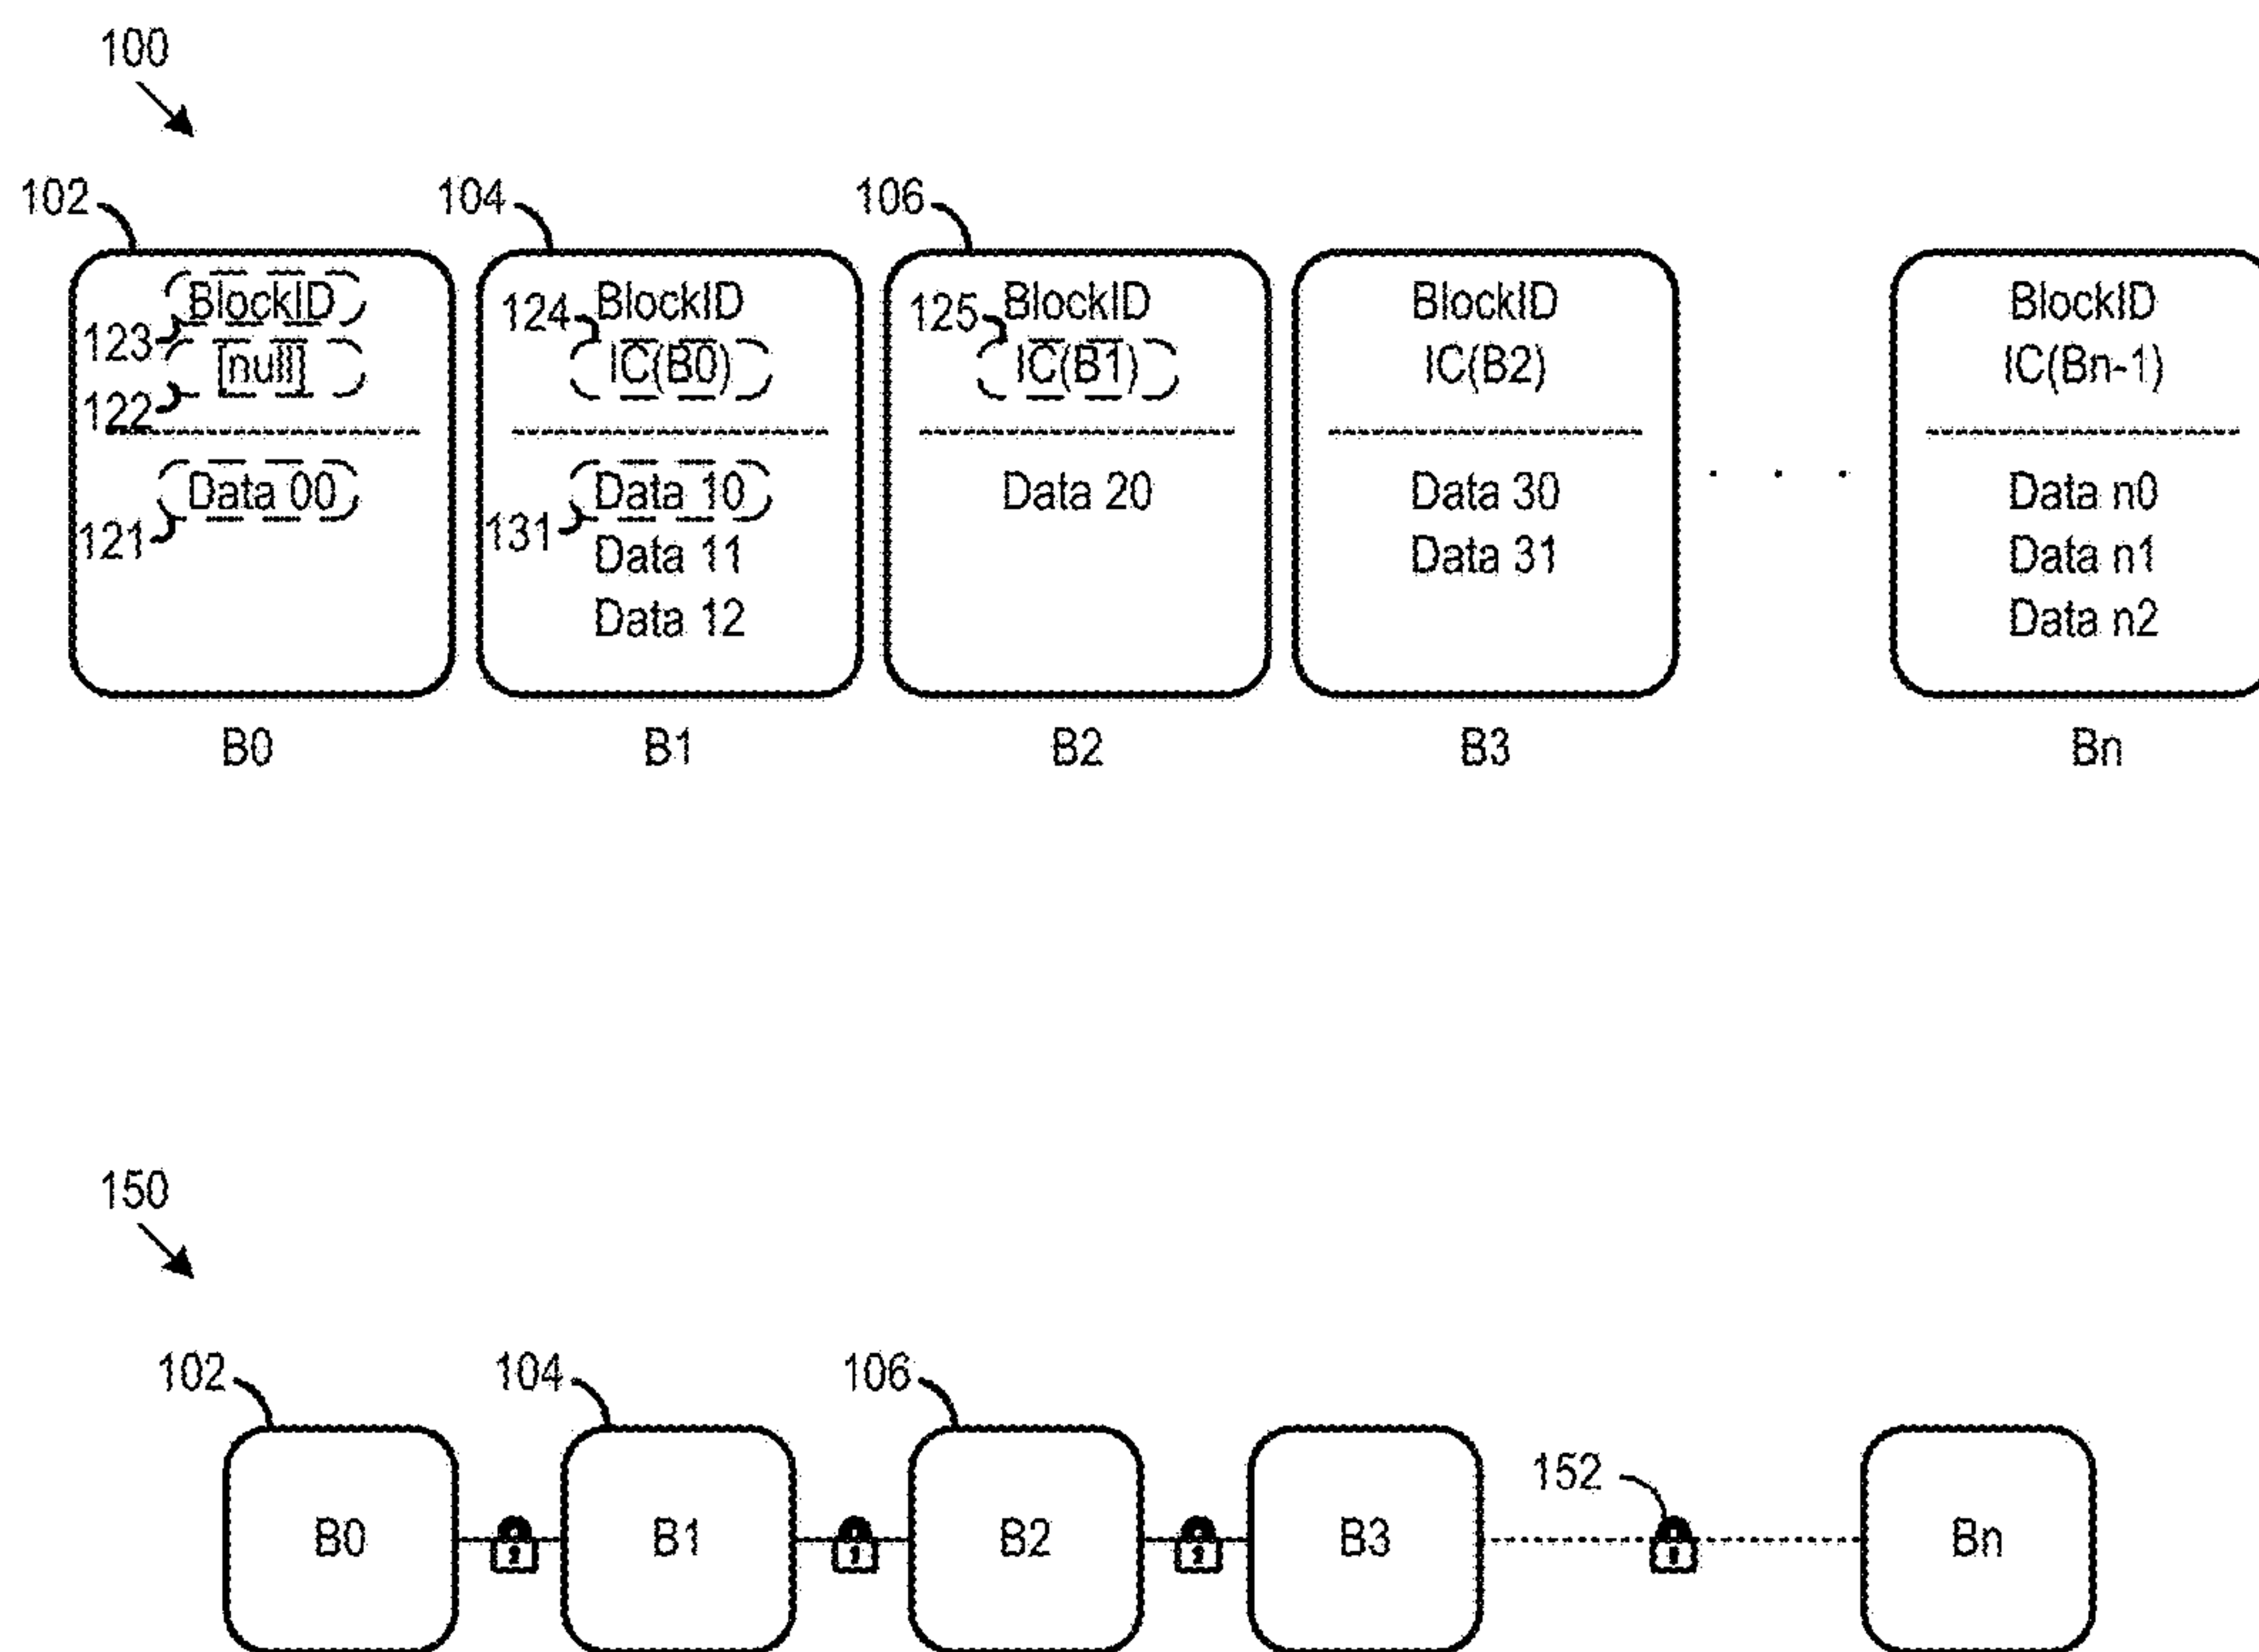 100
102
104
106
BlockID
123
[null]
122
Data 00
121
124
BlockID
IC(B0)
Data 10
131
Data 11
Data 12
125
BlockID
IC(B1)
Data 20
BlockID
IC(B2)
Data 30
Data 31
. . .
BlockID
IC(Bn-1)
Data n0
Data n1
Data n2
B0
B1
B2
B3
Bn
150
102
104
106
152
B0
B1
B2
B3
Bn